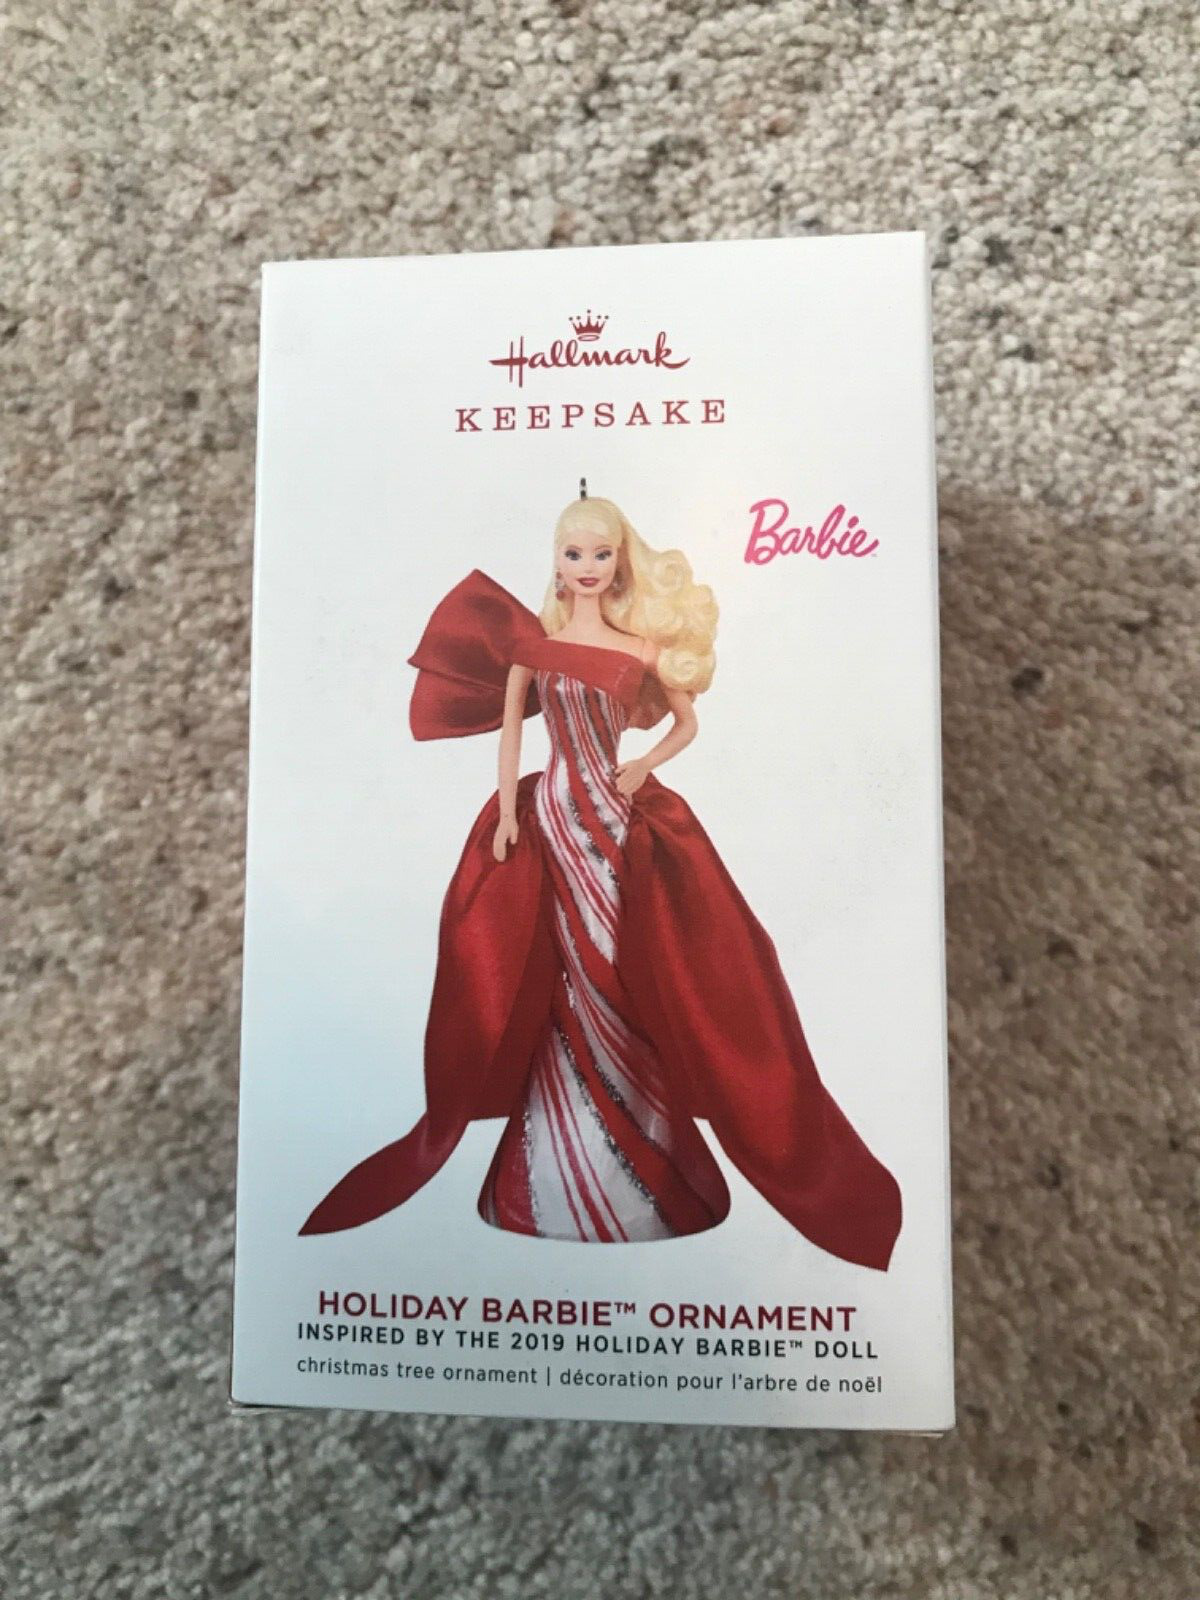 Hallmark
KEEPSAKE
Barbie™
HOLIDAY BARBIE™ ORNAMENT
INSPIRED BY THE 2019 HOLIDAY BARBIE™ DOLL
christmas tree ornament | décoration pour l'arbre de noël